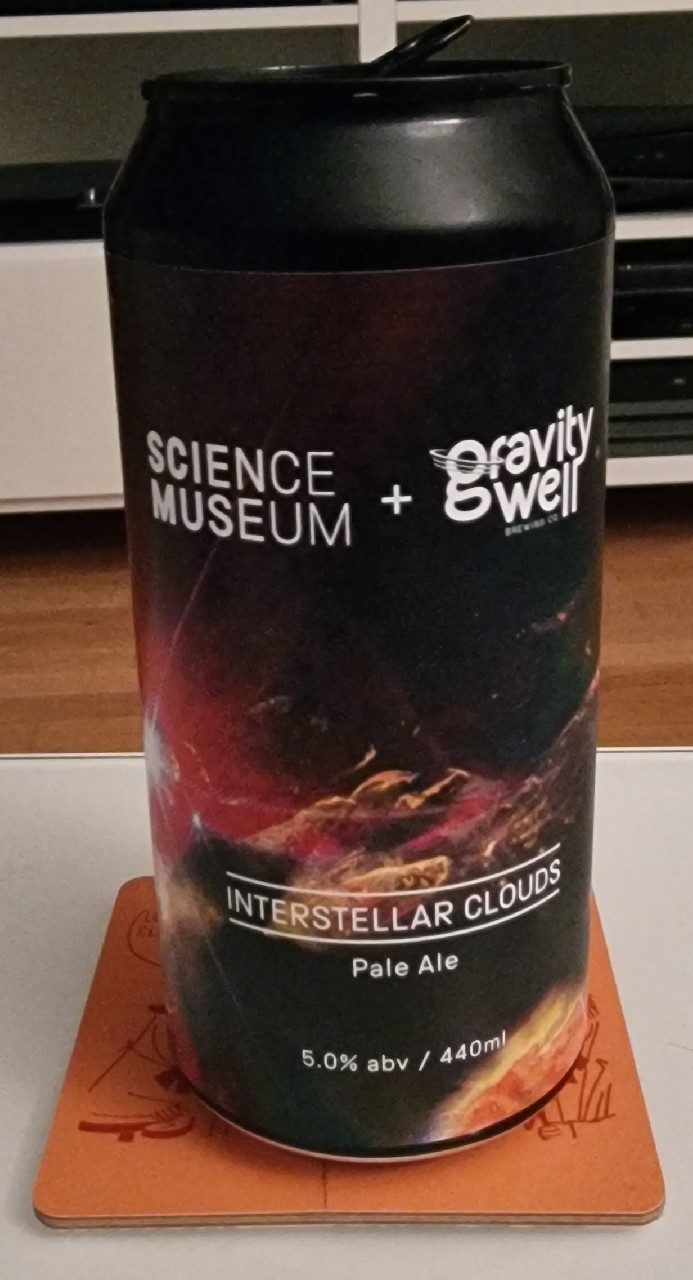 SCIENCE
MUSEUM
+
gravity
well
BREWING CO.
INTERSTELLAR CLOUDS
Pale Ale
5.0% abv / 440ml